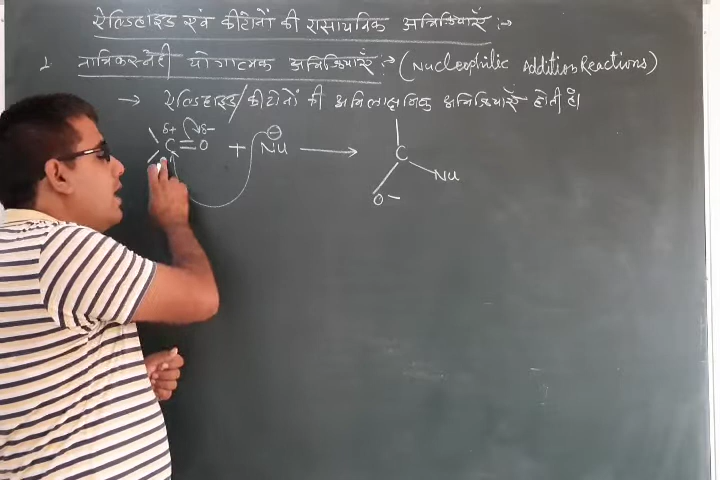 ऐल्डिहाइड एवं कीटोनों की रासायनिक अभिक्रियाएँ :→
1. नाभिकस्नेही योगात्मक अभिक्रियाएँ :→ (Nucleophilic Addition Reactions)
→ ऐल्डिहाइड/कीटोनों की अभिलाक्षणिक अभिक्रियाएँ होती है।
δ+ δ- ⊖
C=O + Nu → C Nu
O –